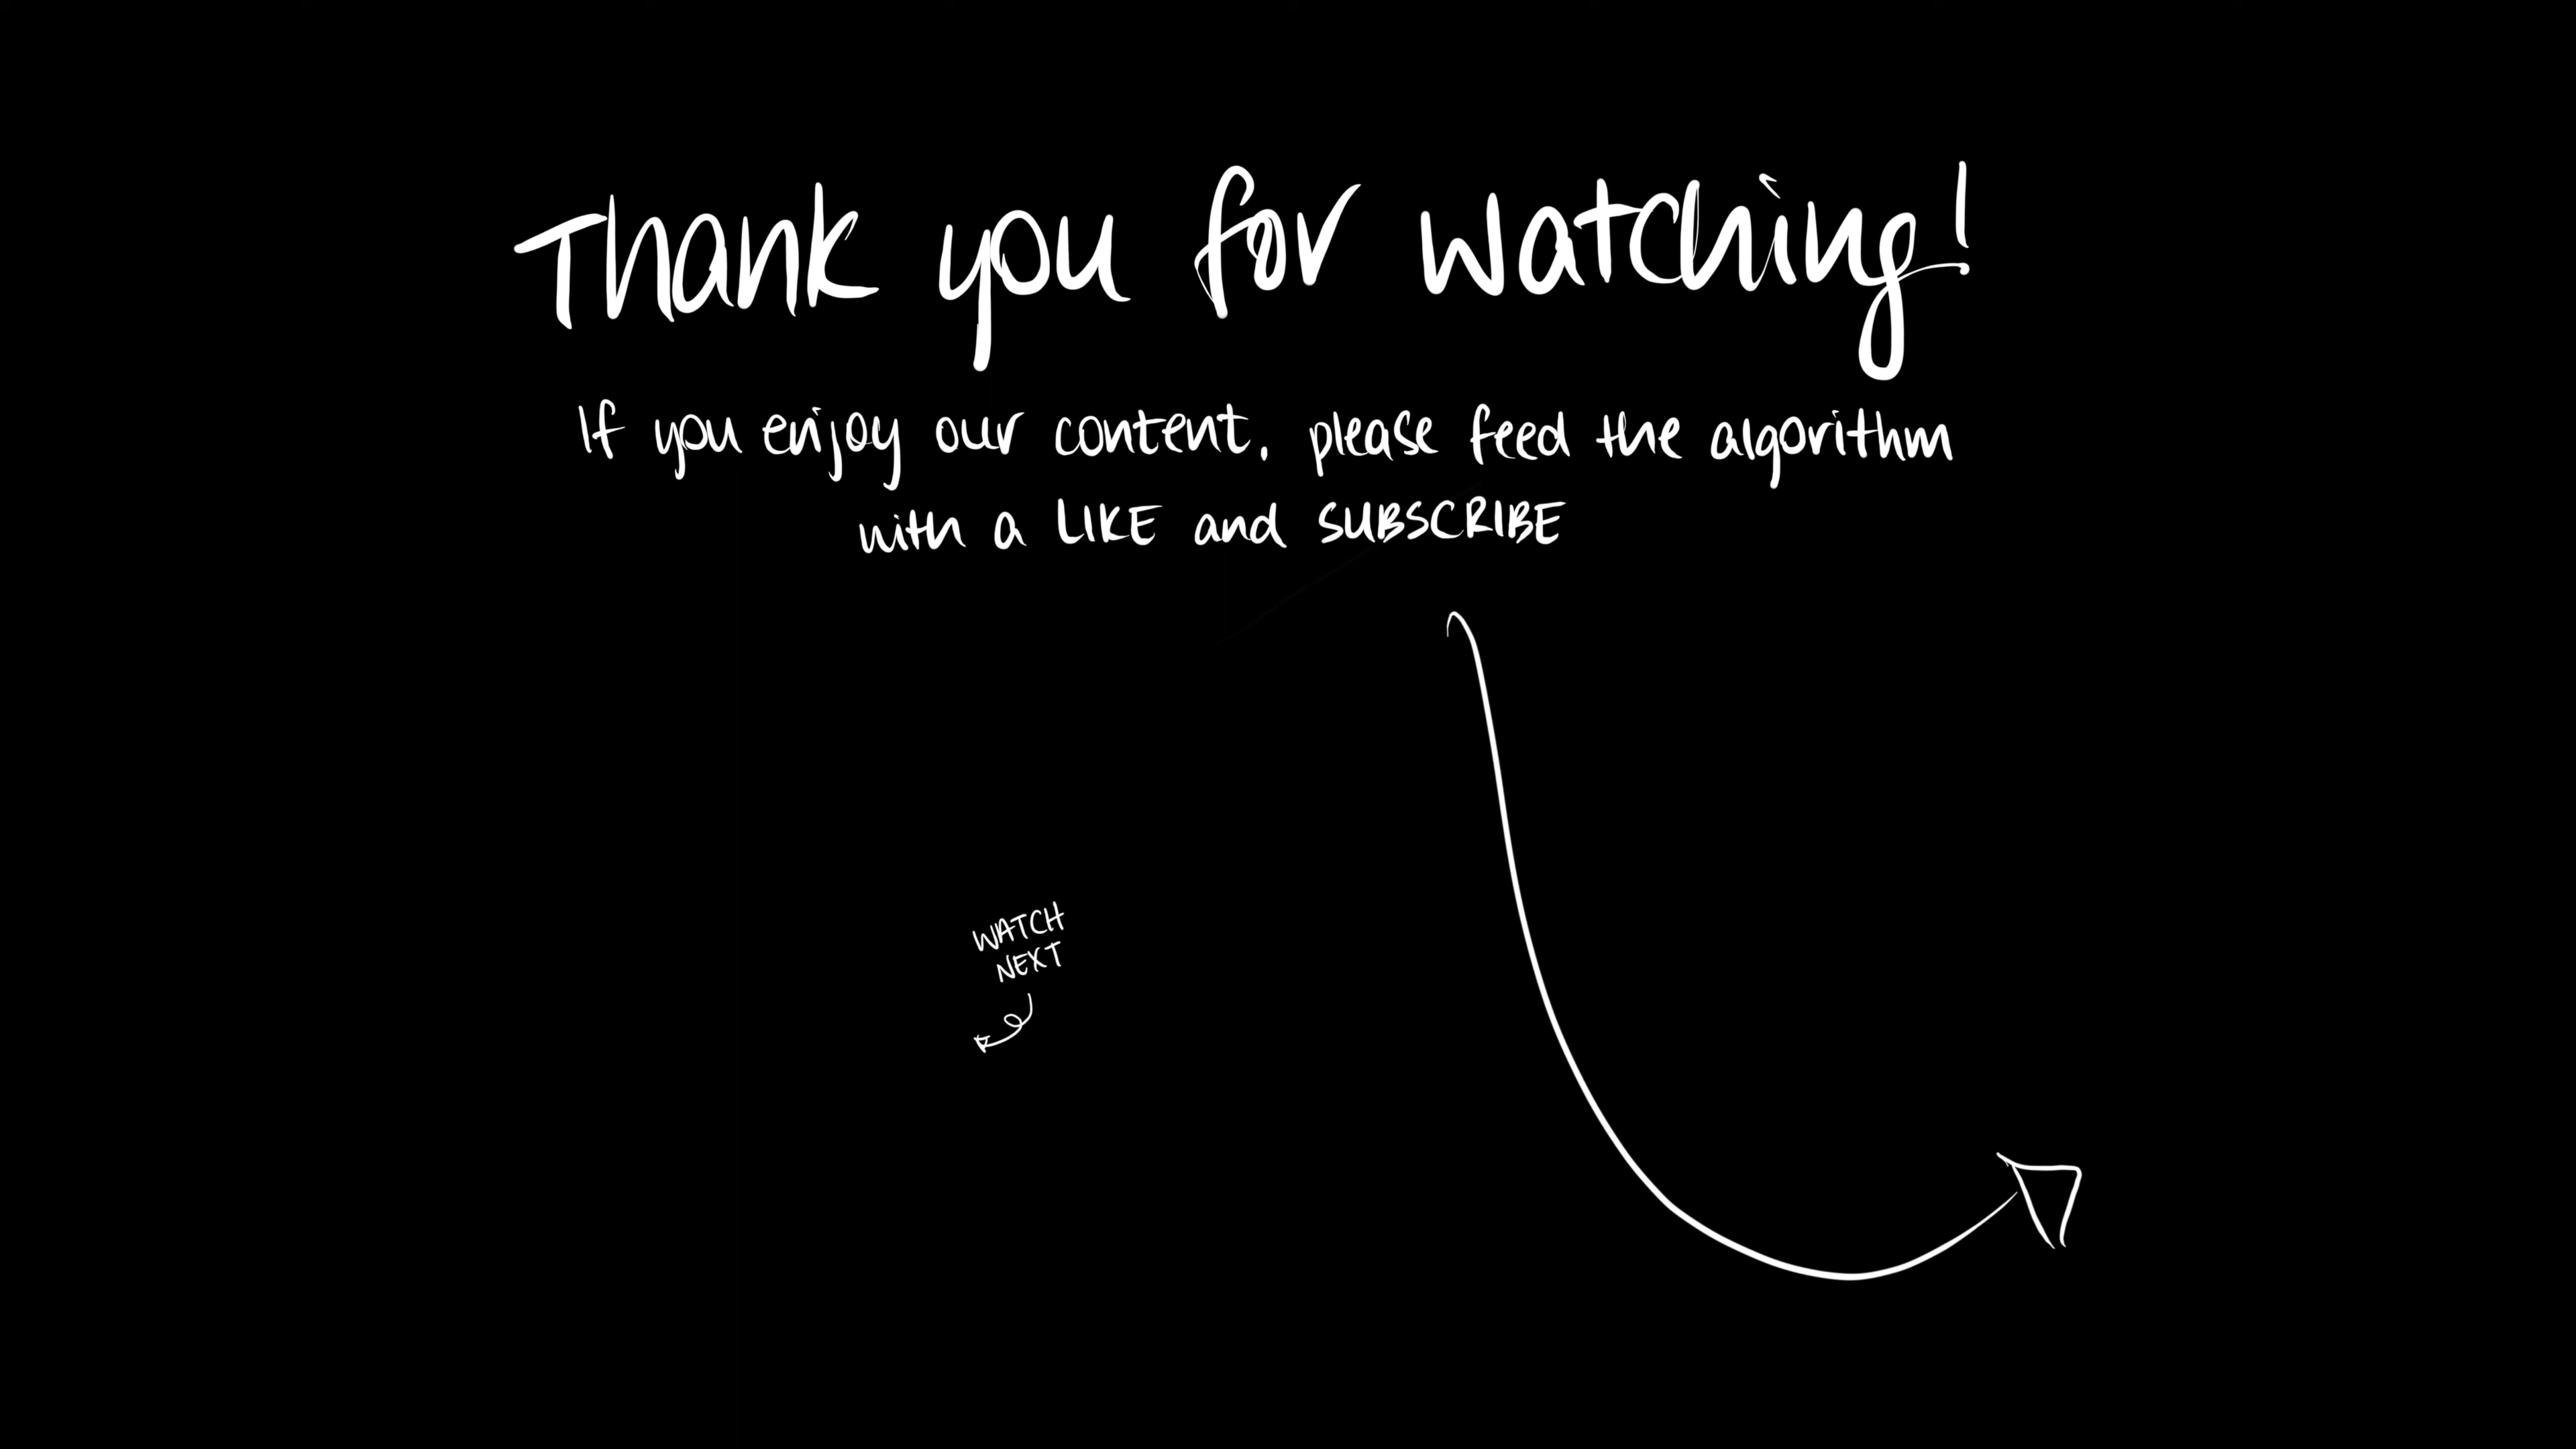 Thank you for watching!
If you enjoy our content, please feed the algorithm
with a LIKE and SUBSCRIBE
WATCH
NEXT